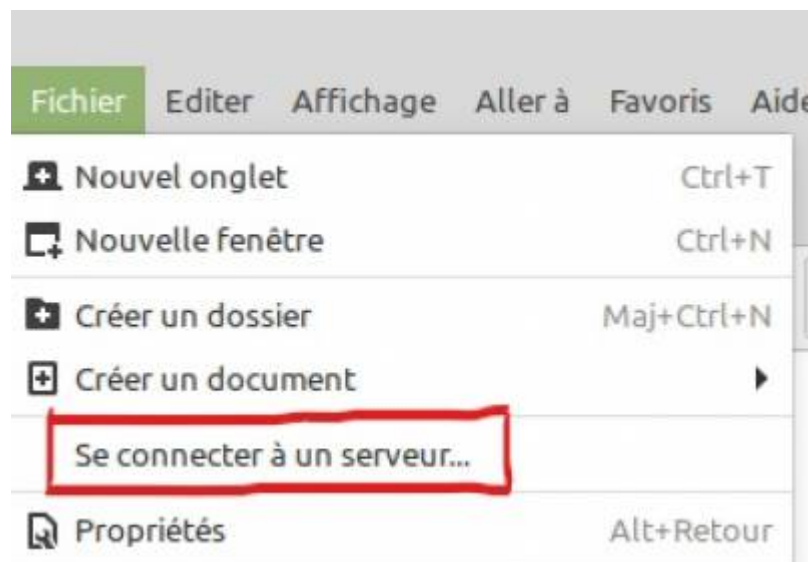 Fichier Editer Affichage Aller à Favoris Aide
Nouvel onglet Ctrl+T
Nouvelle fenêtre Ctrl+N
Créer un dossier Maj+Ctrl+N
Créer un document
Se connecter à un serveur...
Propriétés Alt+Retour